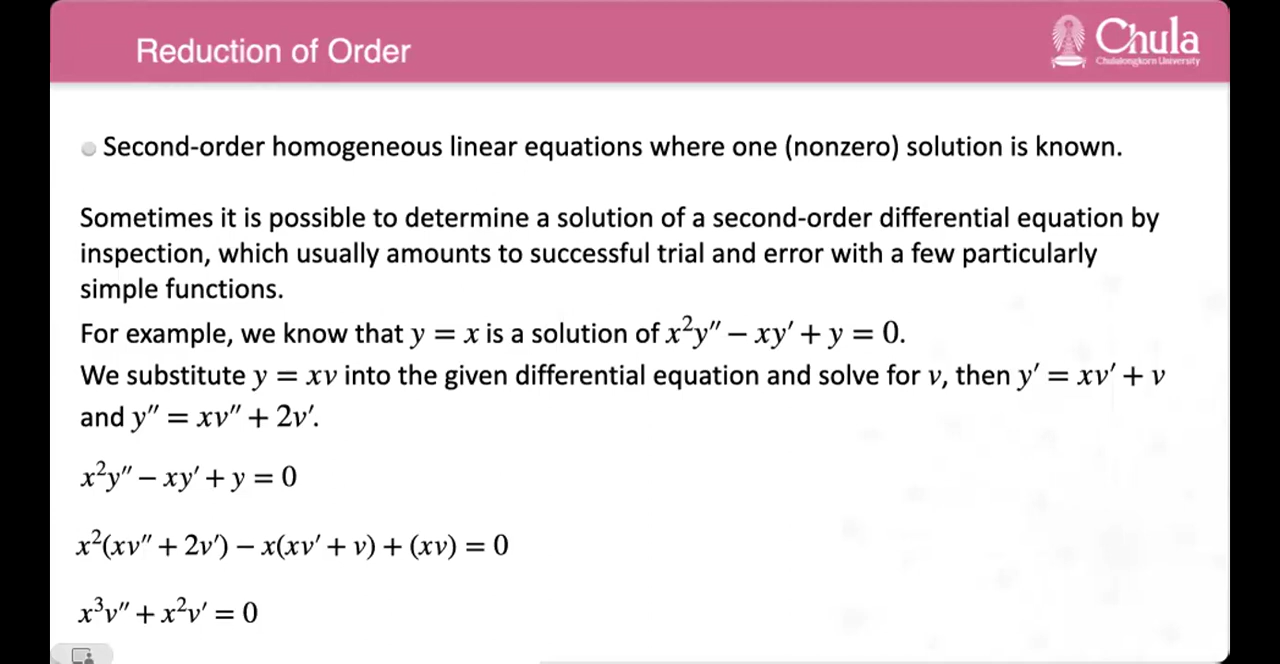 Reduction of Order
Chula
Chulalongkorn University
Second-order homogeneous linear equations where one (nonzero) solution is known.
Sometimes it is possible to determine a solution of a second-order differential equation by
inspection, which usually amounts to successful trial and error with a few particularly
simple functions.
For example, we know that y = x is a solution of x²y″ − xy′ + y = 0.
We substitute y = xv into the given differential equation and solve for v, then y′ = xv′ + v
and y″ = xv″ + 2v′.
x²y″ − xy′ + y = 0
x²(xv″ + 2v′) − x(xv′ + v) + (xv) = 0
x³v″ + x²v′ = 0